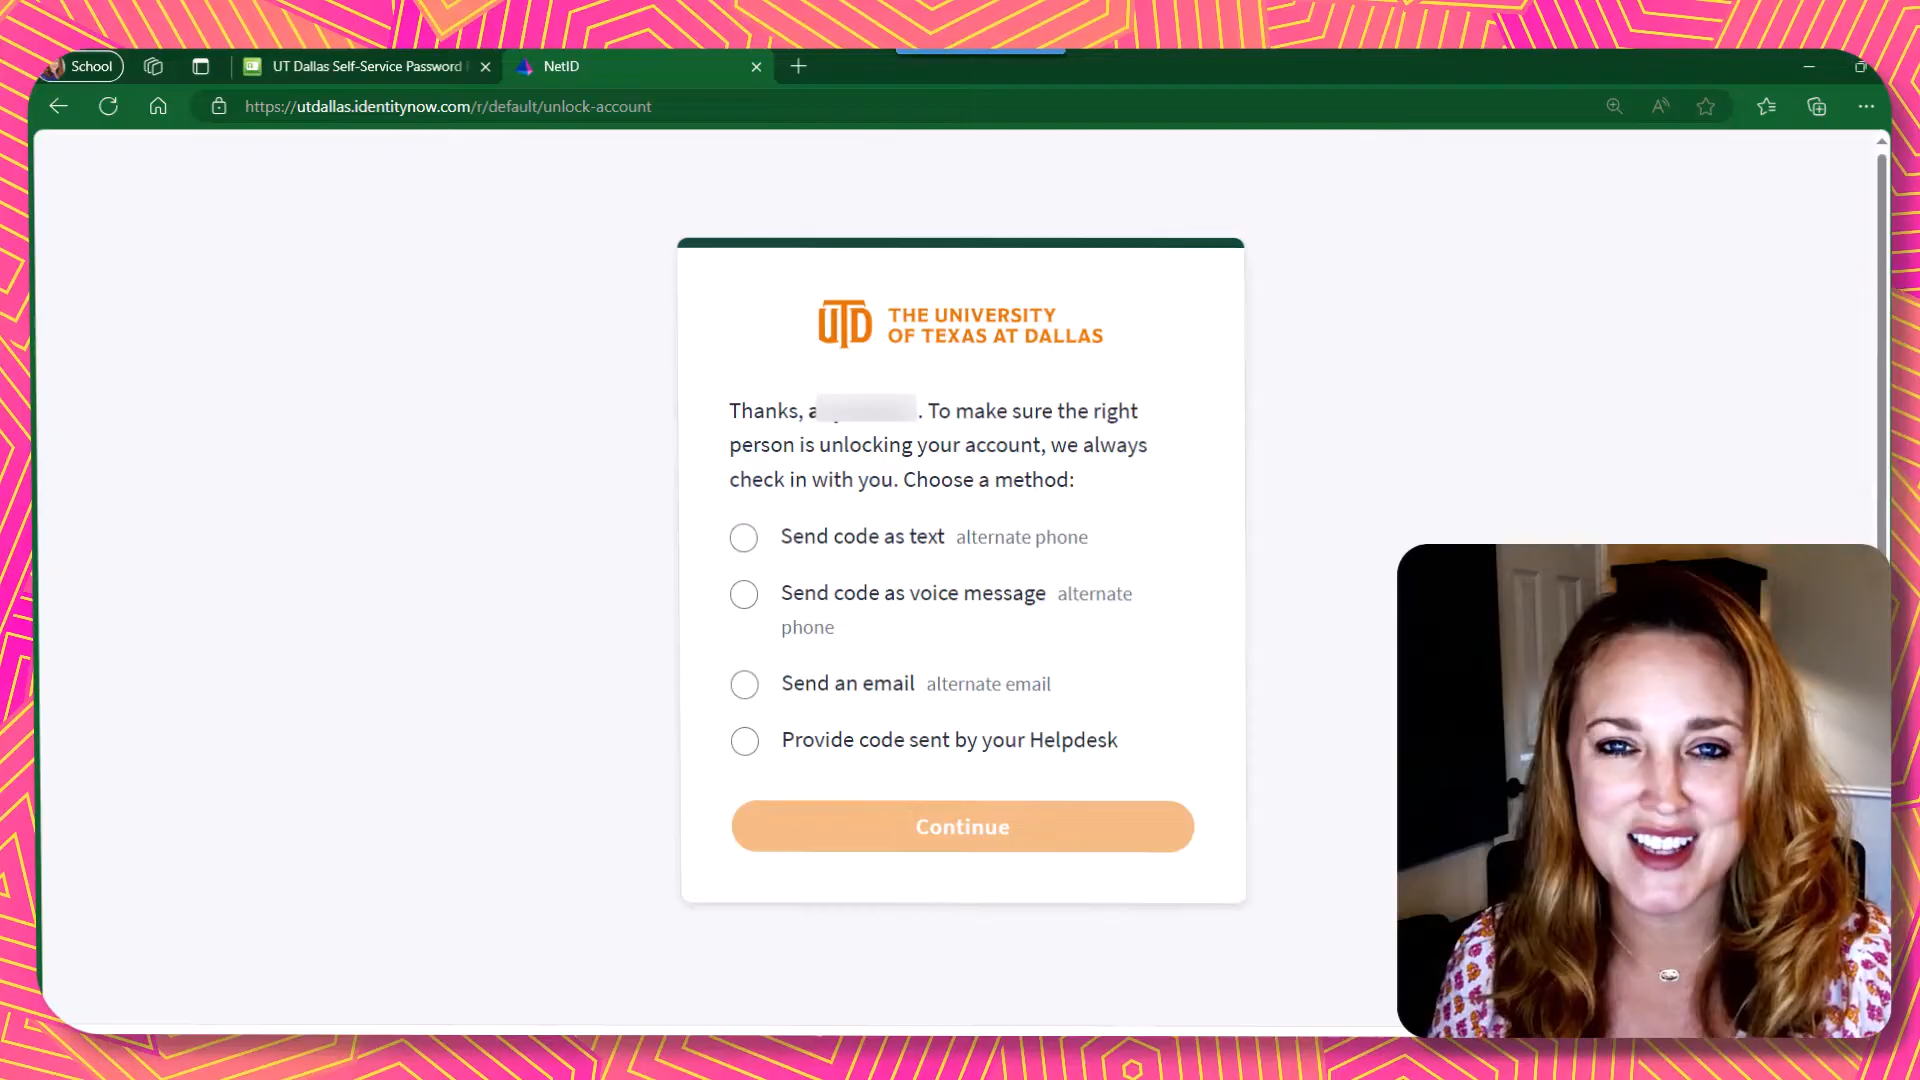 School
UT Dallas Self-Service Password
NetID
https://utdallas.identitynow.com/r/default/unlock-account
UTD
THE UNIVERSITY
OF TEXAS AT DALLAS
Thanks, a . To make sure the right
person is unlocking your account, we always
check in with you. Choose a method:
Send code as text alternate phone
Send code as voice message alternate
phone
Send an email alternate email
Provide code sent by your Helpdesk
Continue